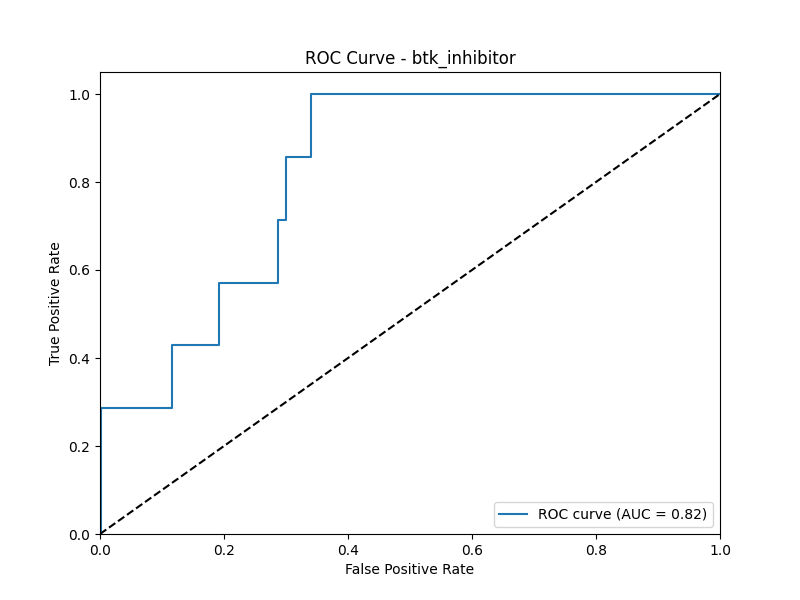 ROC Curve - btk_inhibitor
True Positive Rate
1.0
0.8
0.6
0.4
0.2
0.0
0.0 0.2 0.4 0.6 0.8 1.0
False Positive Rate
ROC curve (AUC = 0.82)